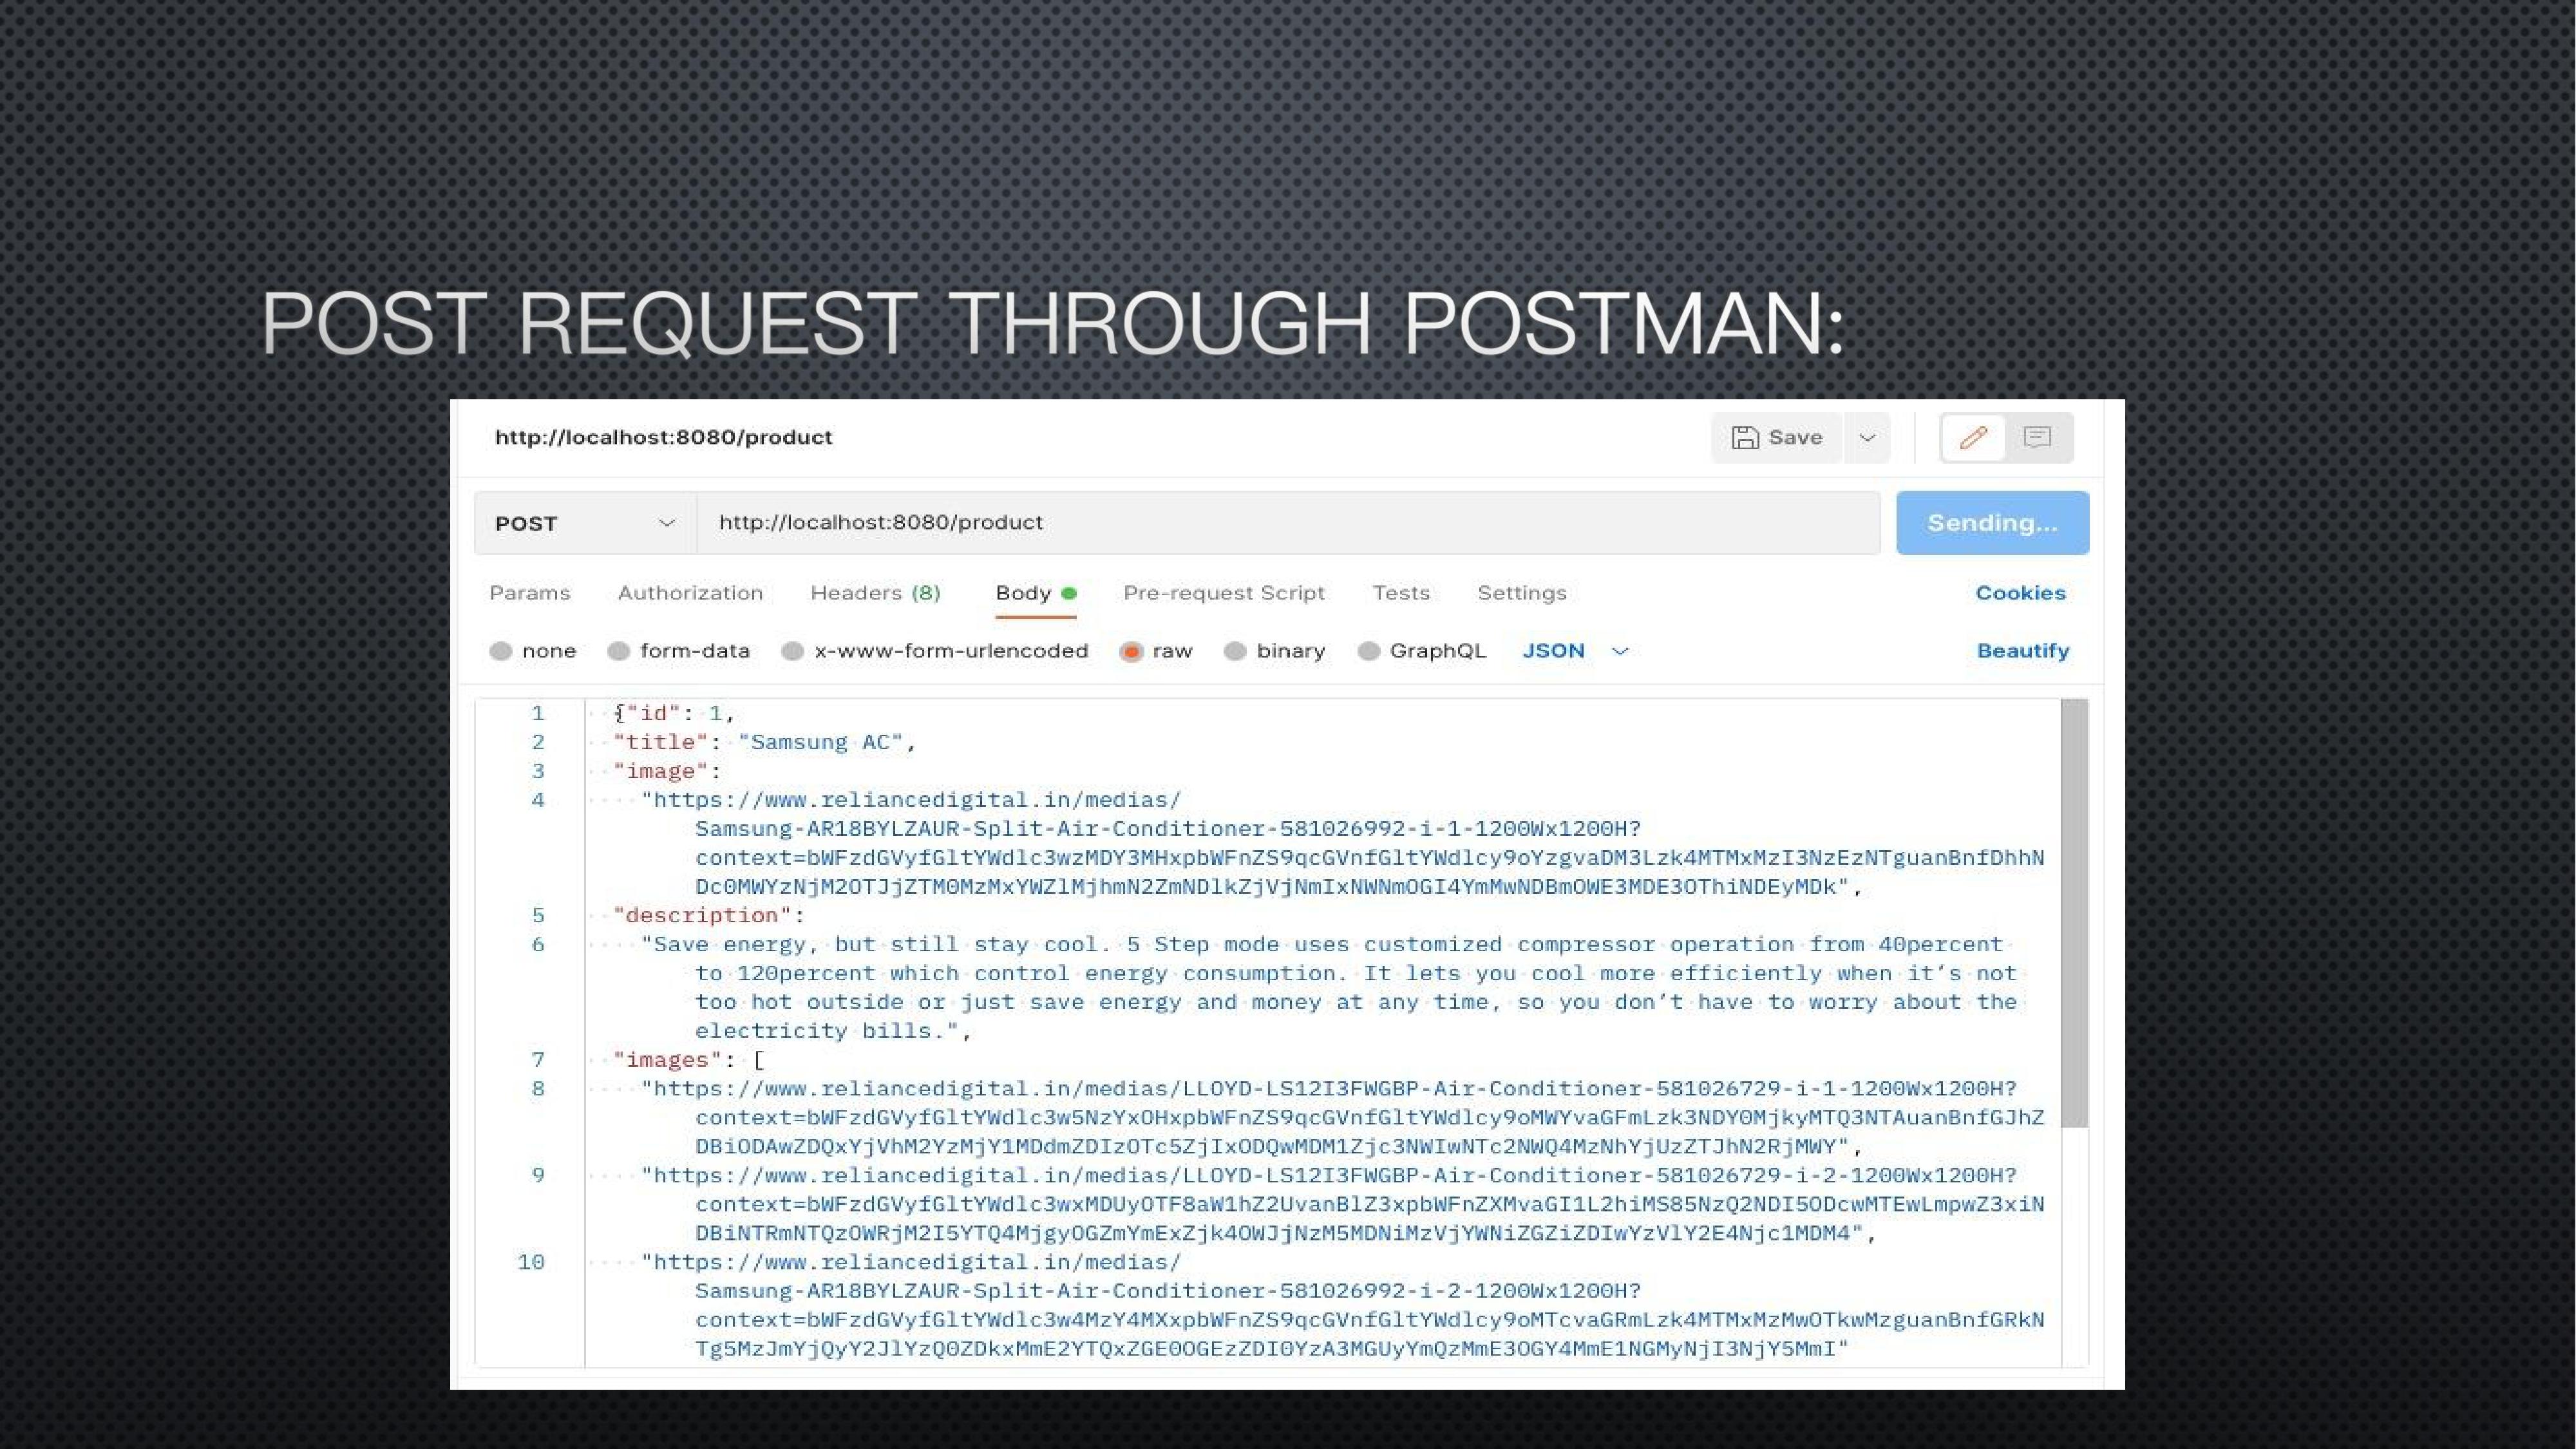 POST REQUEST THROUGH POSTMAN:
http://localhost:8080/product
Save
POST
http://localhost:8080/product
Sending...
Params Authorization Headers (8) Body Pre-request Script Tests Settings Cookies
none form-data x-www-form-urlencoded raw binary GraphQL JSON Beautify
1 {"id": 1,
2 "title": "Samsung AC",
3 "image":
4 "https://www.reliancedigital.in/medias/
Samsung-AR18BYLZAUR-Split-Air-Conditioner-581026992-i-1-1200Wx1200H?
context=bWFzdGVyfGltYWdlc3wzMDY3MHxpbWFnZS9qcGVnfGltYWdlcy9oYzgvaDM3Lzk4MTMxMzI3NzEzNTguanBnfDhhN
Dc0MWYzNjM2OTJjZTM0MzMxYWZlMjhmN2ZmNDlkZjVjNmIxNWNmOGI4YmMwNDBmOWE3MDE3OThiNDEyMDk",
5 "description":
6 "Save energy, but still stay cool. 5 Step mode uses customized compressor operation from 40percent
to 120percent which control energy consumption. It lets you cool more efficiently when it’s not
too hot outside or just save energy and money at any time, so you don’t have to worry about the
electricity bills.",
7 "images": [
8 "https://www.reliancedigital.in/medias/LLOYD-LS12I3FWGBP-Air-Conditioner-581026729-i-1-1200Wx1200H?
context=bWFzdGVyfGltYWdlc3w5NzYxOHxpbWFnZS9qcGVnfGltYWdlcy9oMWYvaGFmLzk3NDY0MjkyMTQ3NTAuanBnfGJhZ
DBiODAwZDQxYjVhM2YzMjY1MDdmZDIzOTc5ZjIxODQwMDM1Zjc3NWIwNTc2NWQ4MzNhYjUzZTJhN2RjMWY",
9 "https://www.reliancedigital.in/medias/LLOYD-LS12I3FWGBP-Air-Conditioner-581026729-i-2-1200Wx1200H?
context=bWFzdGVyfGltYWdlc3wxMDUyOTF8aW1hZ2UvanBlZ3xpbWFnZXMvaGI1L2hiMS85NzQ2NDI5ODcwMTEwLmpwZ3xiN
DBiNTRmNTQzOWRjM2I5YTQ4MjgyOGZmYmExZjk4OWJjNzM5MDNiMzVjYWNiZGZiZDIwYzVlY2E4Njc1MDM4",
10 "https://www.reliancedigital.in/medias/
Samsung-AR18BYLZAUR-Split-Air-Conditioner-581026992-i-2-1200Wx1200H?
context=bWFzdGVyfGltYWdlc3w4MzY4MXxpbWFnZS9qcGVnfGltYWdlcy9oMTcvaGRmLzk4MTMxMzMwOTkwMzguanBnfGRkN
Tg5MzJmYjQyY2JlYzQ0ZDkxMmE2YTQxZGE0OGEzZDI0YzA3MGUyYmQzMmE3OGY4MmE1NGMyNjI3NjY5MmI"